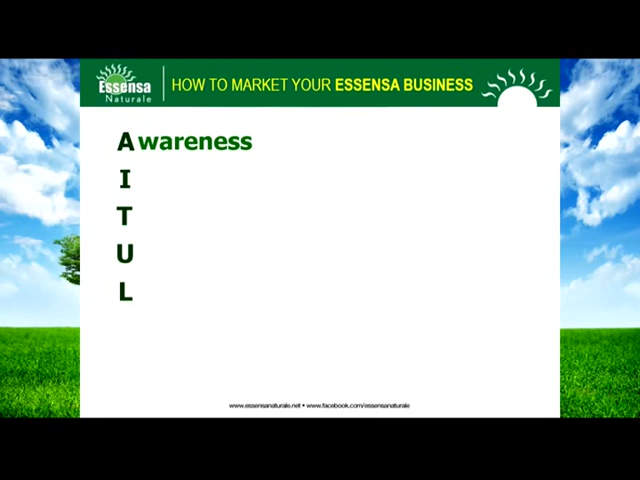 Essensa
Naturale
HOW TO MARKET YOUR ESSENSA BUSINESS
Awareness
I
T
U
L
www.essensanaturale.net • www.facebook.com/essensanaturale